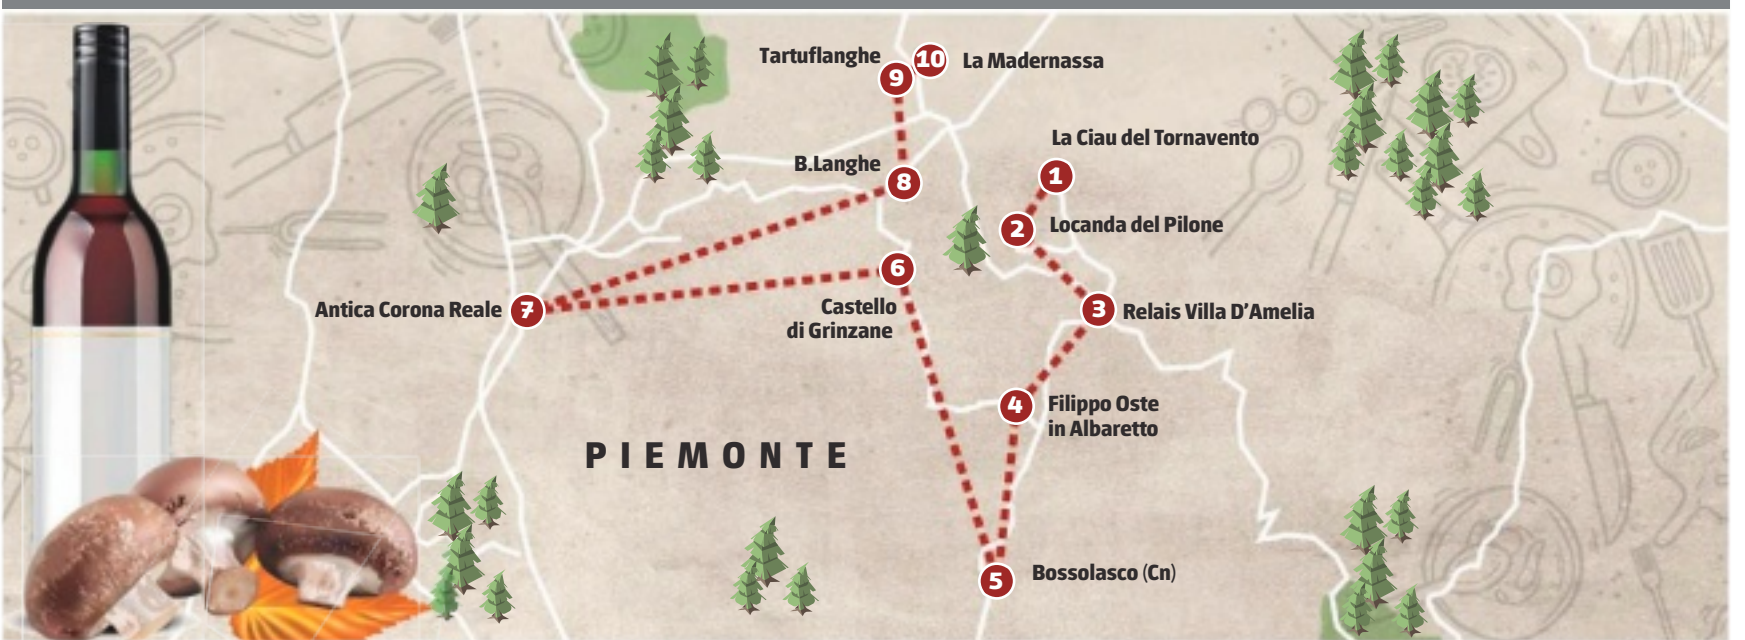 Tartuflanghe
9
10
La Madernassa
La Ciau del Tornavento
1
B.Langhe
8
2
Locanda del Pilone
6
Castello
di Grinzane
Antica Corona Reale
7
3
Relais Villa D'Amelia
4
Filippo Oste
in Albaretto
PIEMONTE
5
Bossolasco (Cn)